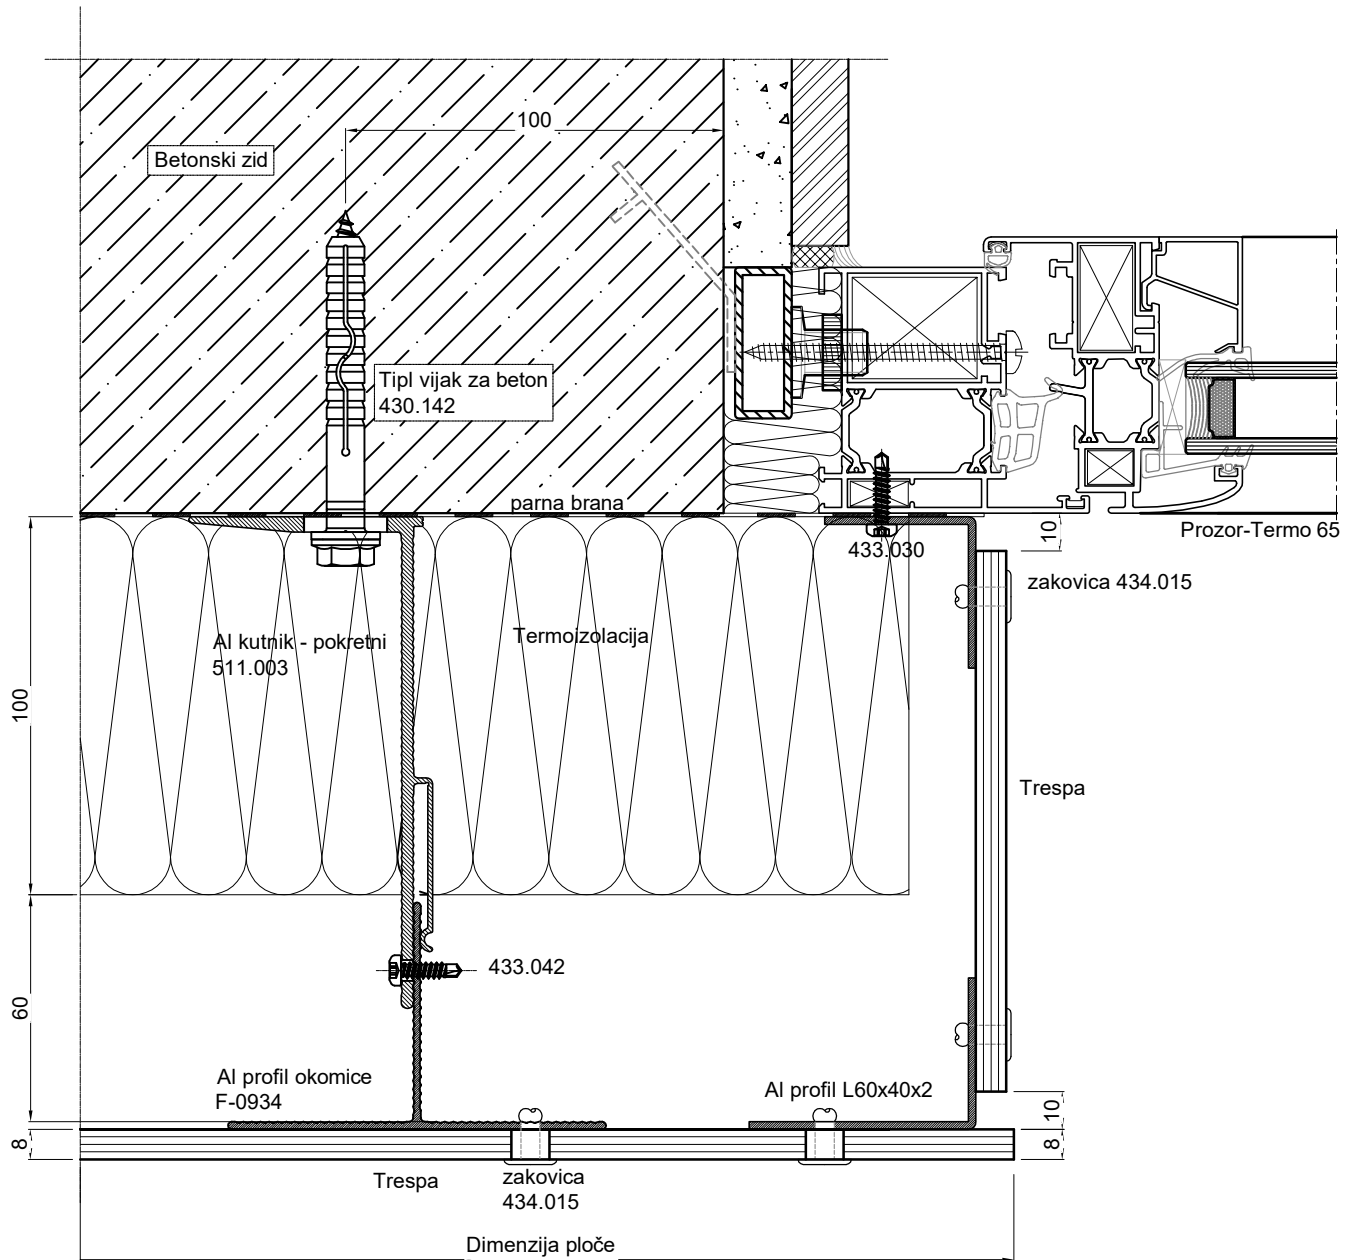 100
Betonski zid
Tipl vijak za beton
430.142
parna brana
433.030
10
Prozor-Termo 65
zakovica 434.015
Al kutnik - pokretni
511.003
Termoizolacija
100
Trespa
433.042
60
Al profil okomice
F-0934
Al profil L60x40x2
10
8
8
Trespa
zakovica
434.015
Dimenzija ploče